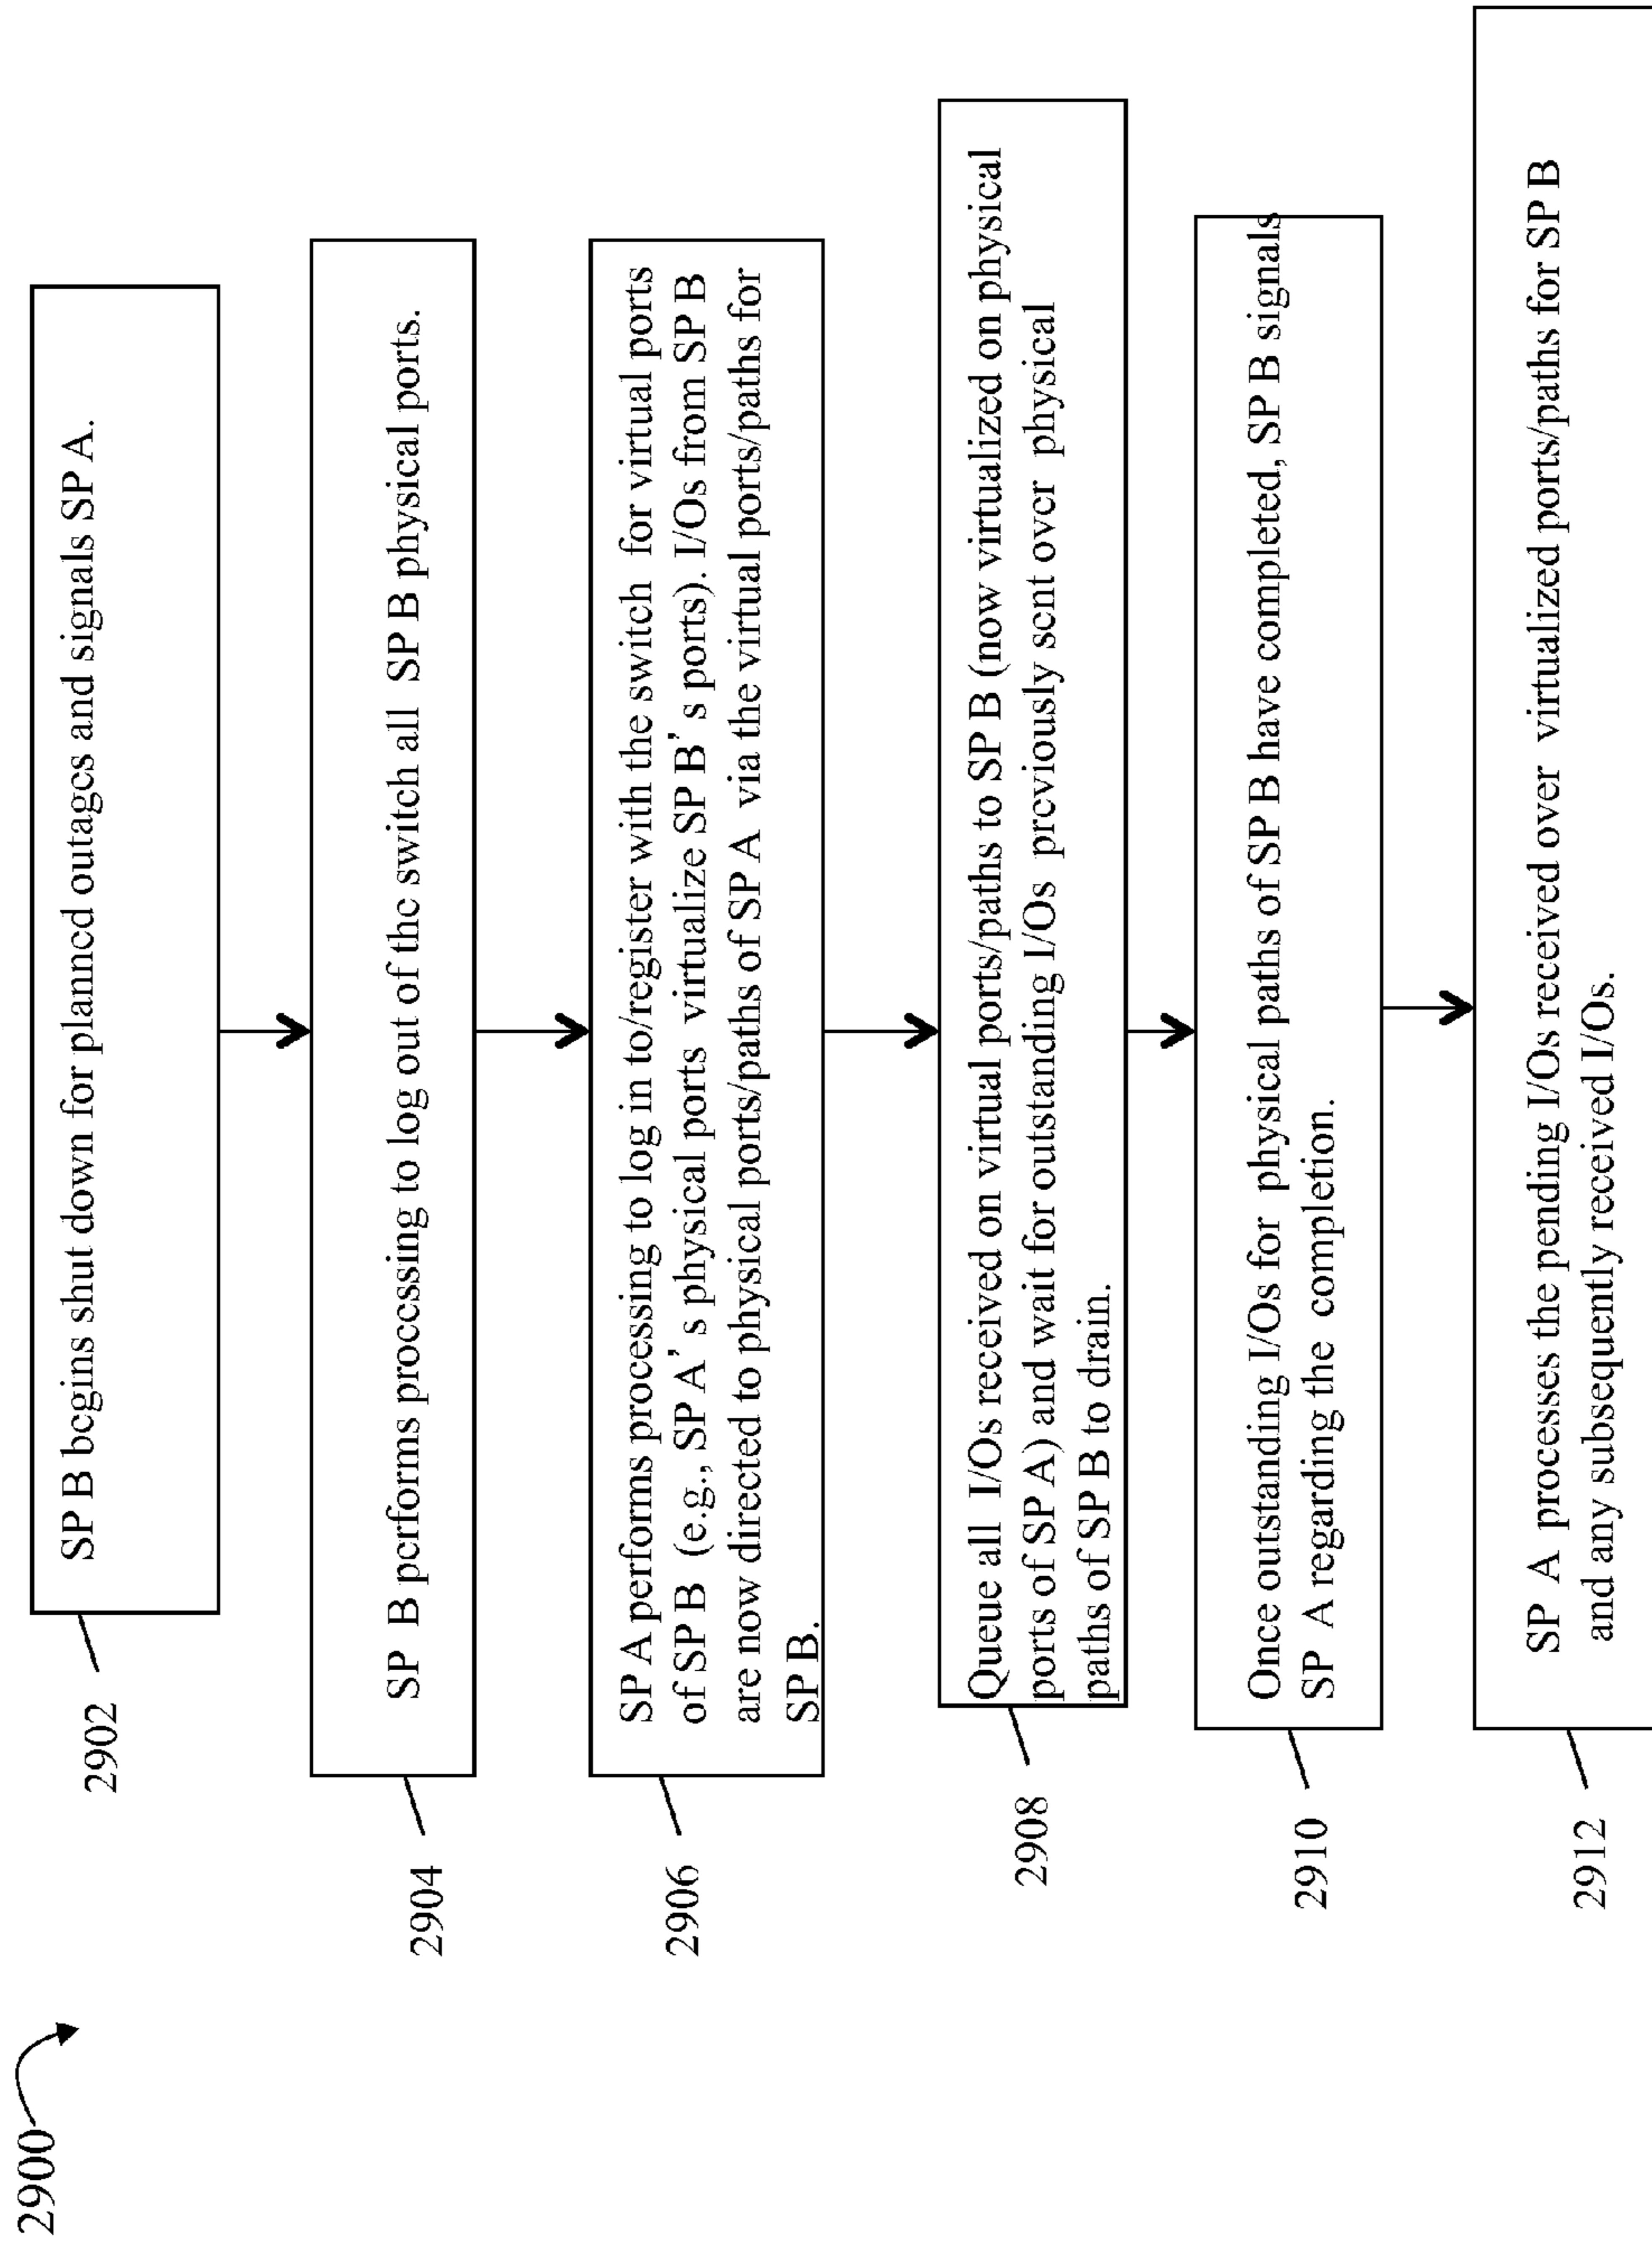 2900
2902
SP B begins shut down for planned outages and signals SP A.
2904
SP B performs processing to log out of the switch all SP B physical ports.
2906
SP A performs processing to log in to/register with the switch for virtual ports
of SP B (e.g., SP A's physical ports virtualize SP B's ports). I/Os from SP B
are now directed to physical ports/paths of SP A via the virtual ports/paths for
SP B.
2908
Queue all I/Os received on virtual ports/paths to SP B (now virtualized on physical
ports of SP A) and wait for outstanding I/Os previously sent over physical
paths of SP B to drain.
2910
Once outstanding I/Os for physical paths of SP B have completed, SP B signals
SP A regarding the completion.
2912
SP A processes the pending I/Os received over virtualized ports/paths for SP B
and any subsequently received I/Os.